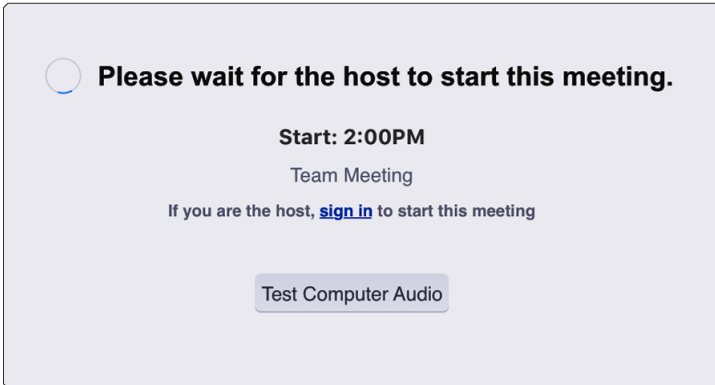 Please wait for the host to start this meeting.
Start: 2:00PM
Team Meeting
If you are the host, sign in to start this meeting
Test Computer Audio